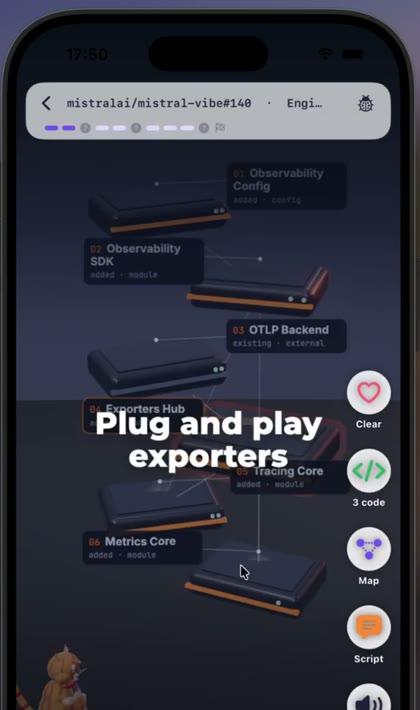 17:50
mistralai/mistral-vibe#140 · Engi…
01 Observability
Config
added · config
02 Observability
SDK
added · module
03 OTLP Backend
existing · external
04 Exporters Hub
Plug and play
exporters
05 Tracing Core
added · module
06 Metrics Core
added · module
Clear
3 code
Map
Script